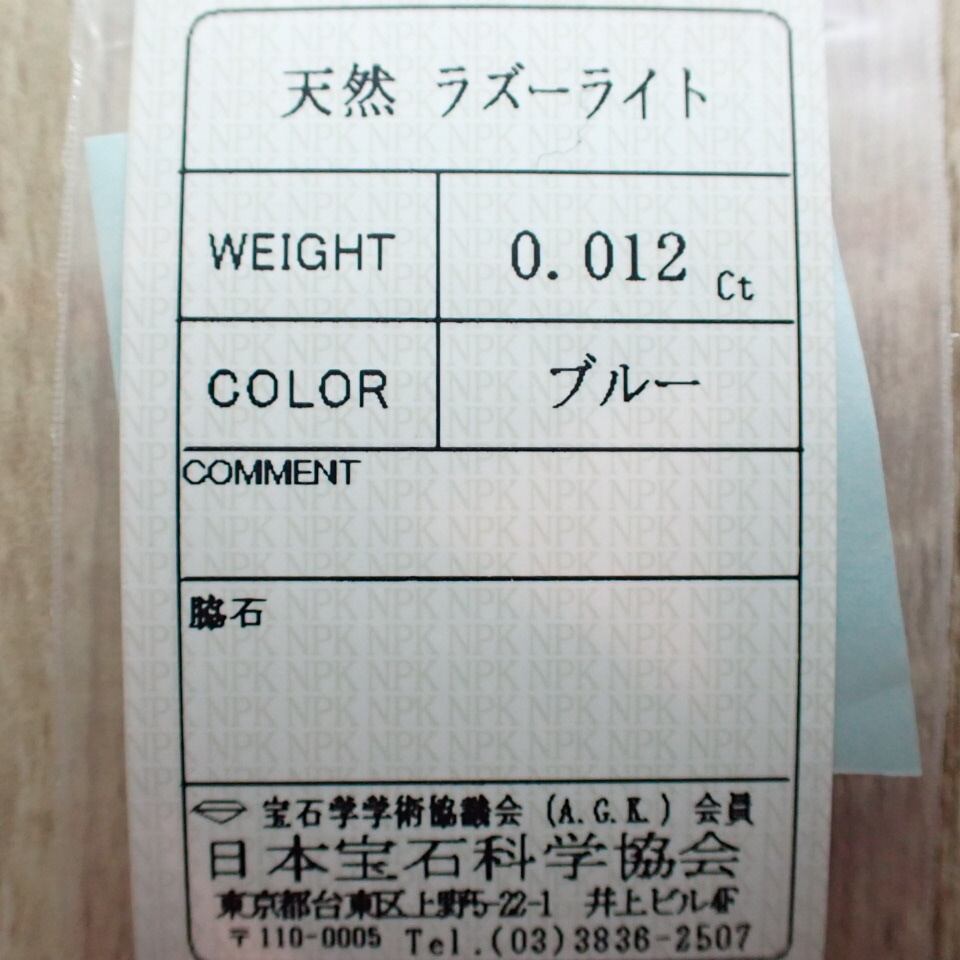 天然 ラズーライト
WEIGHT 0.012 Ct
COLOR ブルー
COMMENT
脇石
宝石学学術協議会 (A.G.K.) 会員
日本宝石科学協会
東京都台東区上野5-22-1 井上ビル4F
〒110-0005 Tel.(03)3836-2507